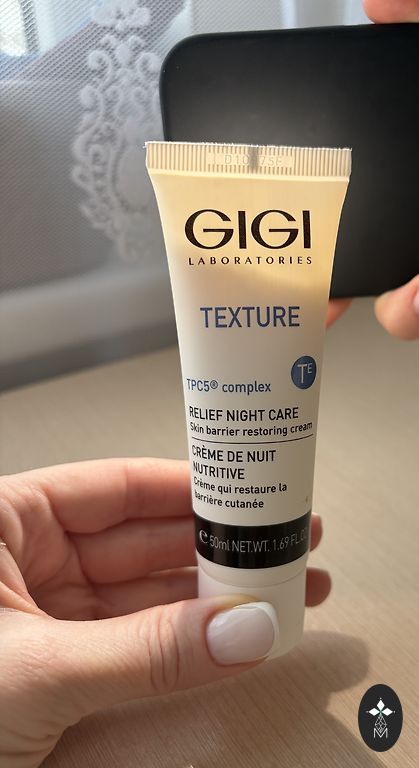 GIGI
LABORATORIES
TEXTURE
TE
TPC5® complex
RELIEF NIGHT CARE
Skin barrier restoring cream
CRÈME DE NUIT
NUTRITIVE
Crème qui restaure la
barrière cutanée
50ml NET.WT. 1.69 FL.O
M